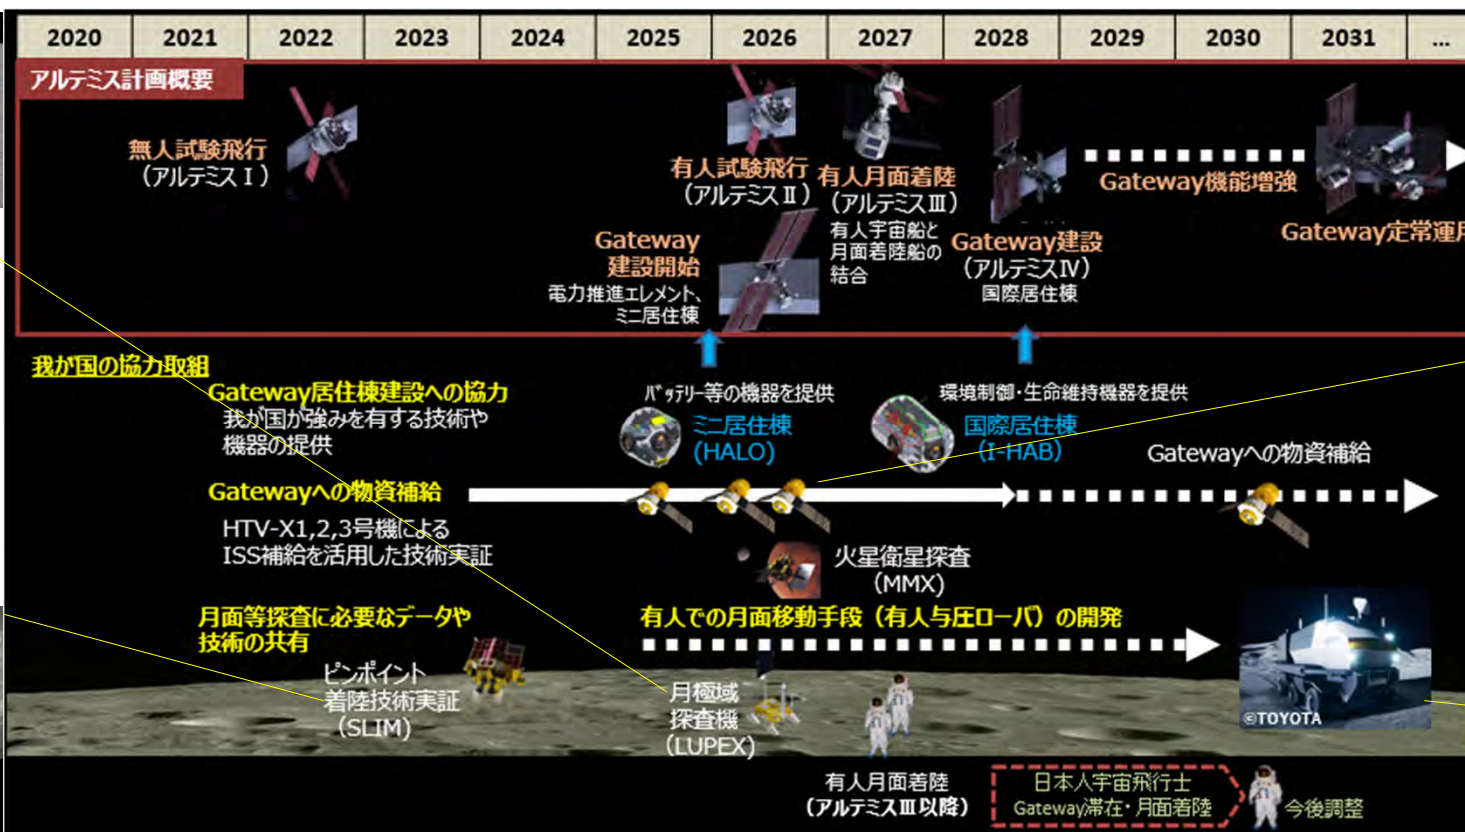 2020 2021 2022 2023 2024 2025 2026 2027 2028 2029 2030 2031 ...
アルテミス計画概要
無人試験飛行
(アルテミスⅠ)
有人試験飛行
(アルテミスⅡ)
有人月面着陸
(アルテミスⅢ)
有人宇宙船と
月面着陸船の
結合
Gateway
建設開始
電力推進エレメント、
ミニ居住棟
Gateway建設
(アルテミスⅣ)
国際居住棟
Gateway機能増強
Gateway定常運用
我が国の協力取組
Gateway居住棟建設への協力
我が国が強みを有する技術や
機器の提供
バッテリー等の機器を提供
ミニ居住棟
(HALO)
環境制御・生命維持機器を提供
国際居住棟
(I-HAB)
Gatewayへの物資補給
Gatewayへの物資補給
HTV-X1,2,3号機による
ISS補給を活用した技術実証
火星衛星探査
(MMX)
月面等探査に必要なデータや
技術の共有
有人での月面移動手段(有人与圧ローバ)の開発
ピンポイント
着陸技術実証
(SLIM)
月極域
探査機
(LUPEX)
©TOYOTA
有人月面着陸
(アルテミスⅢ以降)
日本人宇宙飛行士
Gateway滞在・月面着陸
今後調整